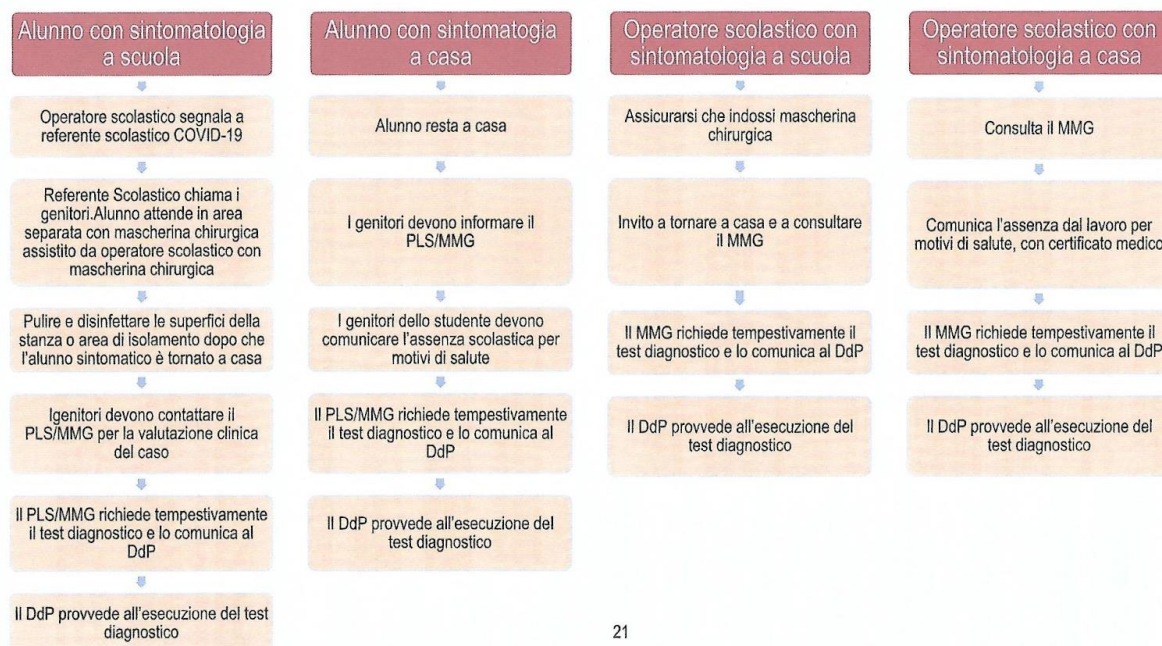 Alunno con sintomatologia
a scuola
Operatore scolastico segnala a
referente scolastico COVID-19
Referente Scolastico chiama i
genitori.Alunno attende in area
separata con mascherina chirurgica
assistito da operatore scolastico con
mascherina chirurgica
Pulire e disinfettare le superfici della
stanza o area di isolamento dopo che
l'alunno sintomatico è tornato a casa
Igenitori devono contattare il
PLS/MMG per la valutazione clinica
del caso
Il PLS/MMG richiede tempestivamente
il test diagnostico e lo comunica al
DdP
Il DdP provvede all'esecuzione del test
diagnostico
Alunno con sintomatogia
a casa
Alunno resta a casa
I genitori devono informare il
PLS/MMG
I genitori dello studente devono
comunicare l'assenza scolastica per
motivi di salute
Il PLS/MMG richiede tempestivamente
il test diagnostico e lo comunica al
DdP
Il DdP provvede all'esecuzione del
test diagnostico
Operatore scolastico con
sintomatologia a scuola
Assicurarsi che indossi mascherina
chirurgica
Invito a tornare a casa e a consultare
il MMG
Il MMG richiede tempestivamente il
test diagnostico e lo comunica al DdP
Il DdP provvede all'esecuzione del
test diagnostico
Operatore scolastico con
sintomatologia a casa
Consulta il MMG
Comunica l'assenza dal lavoro per
motivi di salute, con certificato medico
Il MMG richiede tempestivamente il
test diagnostico e lo comunica al DdP
Il DdP provvede all'esecuzione del
test diagnostico
21